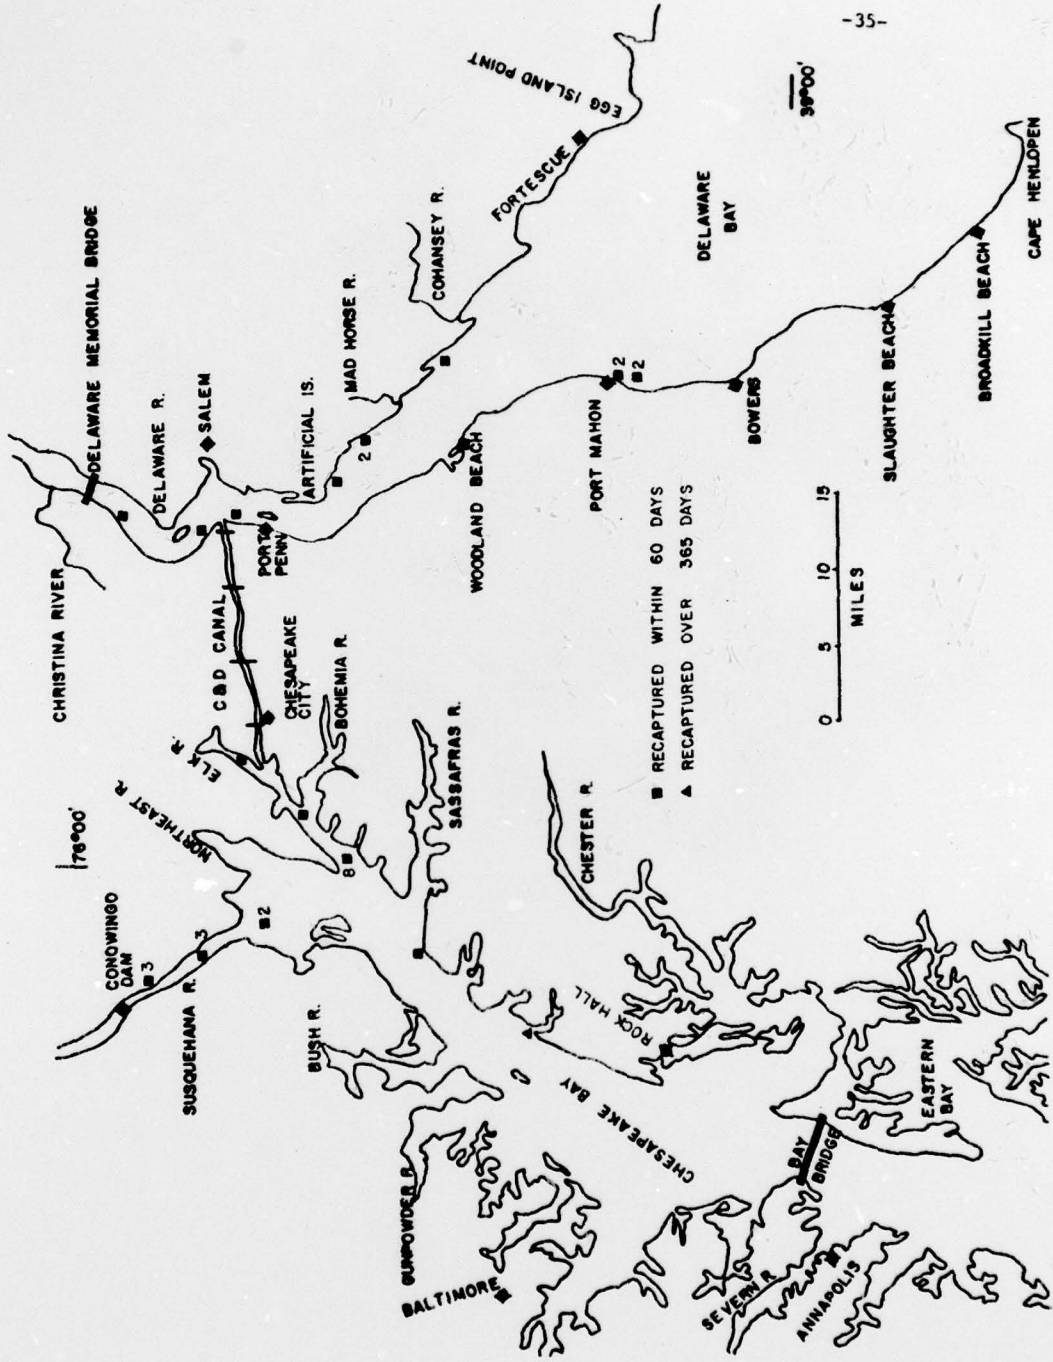 -35-
CHRISTINA RIVER
DELAWARE MEMORIAL BRIDGE
DELAWARE R.
SALEM
EGG ISLAND POINT
FORTESCUE
COHANSEY R.
MAD HORSE R.
ARTIFICIAL IS.
2
C&D CANAL
PORT
PENN
CHESAPEAKE
CITY
BOHEMIA R.
ELK R.
NORTHEAST R.
76°00'
39°00'
CONOWINGO
DAM
3
3
SUSQUEHANA R.
2
8
SASSAFRAS R.
BUSH R.
WOODLAND BEACH
PORT MAHON
2
2
DELAWARE
BAY
BOWERS
SLAUGHTER BEACH
BROADKILL BEACH
CAPE HENLOPEN
CHESTER R.
ROCK HALL
CHESAPEAKE BAY
GUNPOWDER R.
BALTIMORE
SEVERN R.
ANNAPOLIS
BAY
BRIDGE
EASTERN
BAY
RECAPTURED WITHIN 60 DAYS
RECAPTURED OVER 365 DAYS
0 5 10 15
MILES